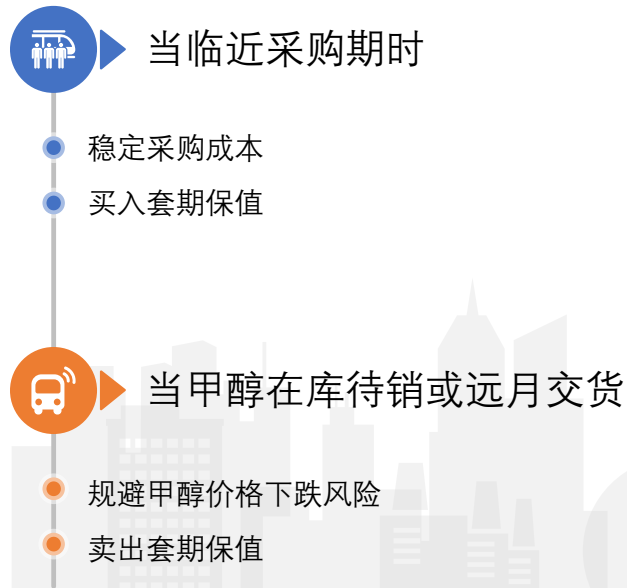 当临近采购期时
稳定采购成本
买入套期保值
当甲醇在库待销或远月交货
规避甲醇价格下跌风险
卖出套期保值